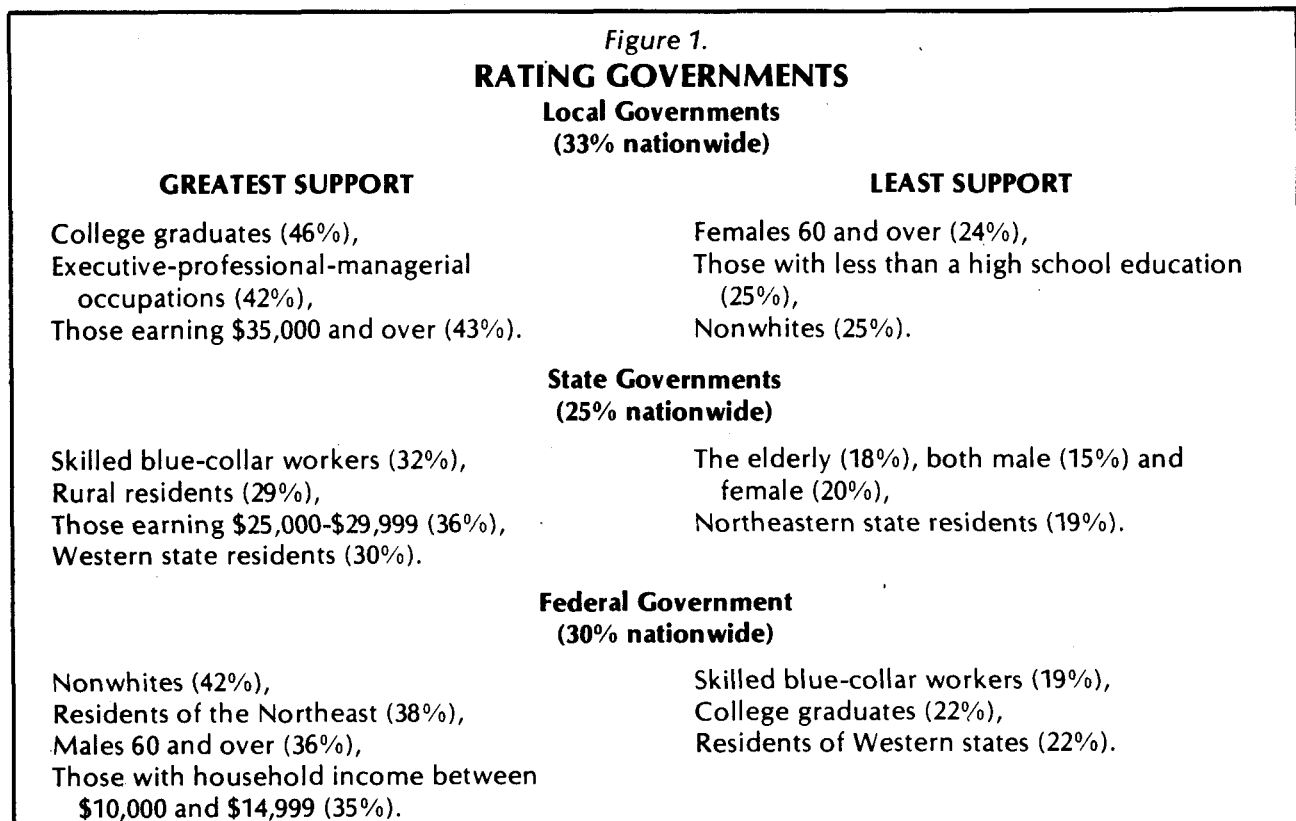 Figure 1.
RATING GOVERNMENTS
Local Governments
(33% nationwide)
GREATEST SUPPORT
College graduates (46%),
Executive-professional-managerial
occupations (42%),
Those earning $35,000 and over (43%).
LEAST SUPPORT
Females 60 and over (24%),
Those with less than a high school education
(25%),
Nonwhites (25%).
State Governments
(25% nationwide)
Skilled blue-collar workers (32%),
Rural residents (29%),
Those earning $25,000-$29,999 (36%),
Western state residents (30%).
The elderly (18%), both male (15%) and
female (20%),
Northeastern state residents (19%).
Federal Government
(30% nationwide)
Nonwhites (42%),
Residents of the Northeast (38%),
Males 60 and over (36%),
Those with household income between
$10,000 and $14,999 (35%).
Skilled blue-collar workers (19%),
College graduates (22%),
Residents of Western states (22%).